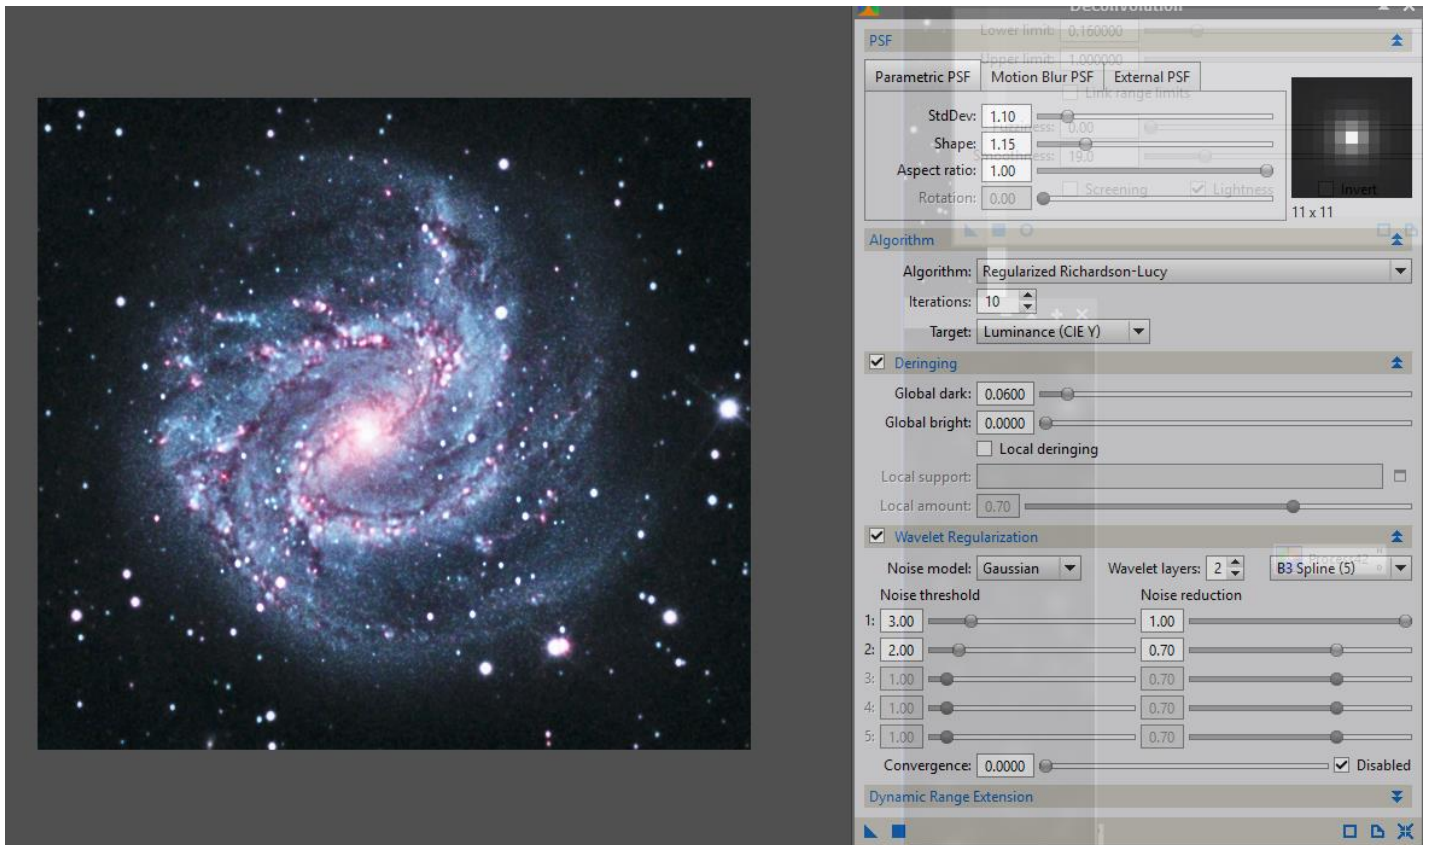 Deconvolution
PSF
Lower limit: 0.160000
Upper limit: 1.000000
Parametric PSF Motion Blur PSF External PSF
Link range limits
StdDev: 1.10
Fuzziness: 0.00
Shape: 1.15
Smoothness: 19.0
Aspect ratio: 1.00
Screening Lightness Invert
Rotation: 0.00
11 x 11
Algorithm
Algorithm: Regularized Richardson-Lucy
Iterations: 10
Target: Luminance (CIE Y)
Deringing
Global dark: 0.0600
Global bright: 0.0000
Local deringing
Local support:
Local amount: 0.70
Wavelet Regularization
Process42
Noise model: Gaussian Wavelet layers: 2 B3 Spline (5)
Noise threshold Noise reduction
1: 3.00 1.00
2: 2.00 0.70
3: 1.00 0.70
4: 1.00 0.70
5: 1.00 0.70
Convergence: 0.0000 Disabled
Dynamic Range Extension